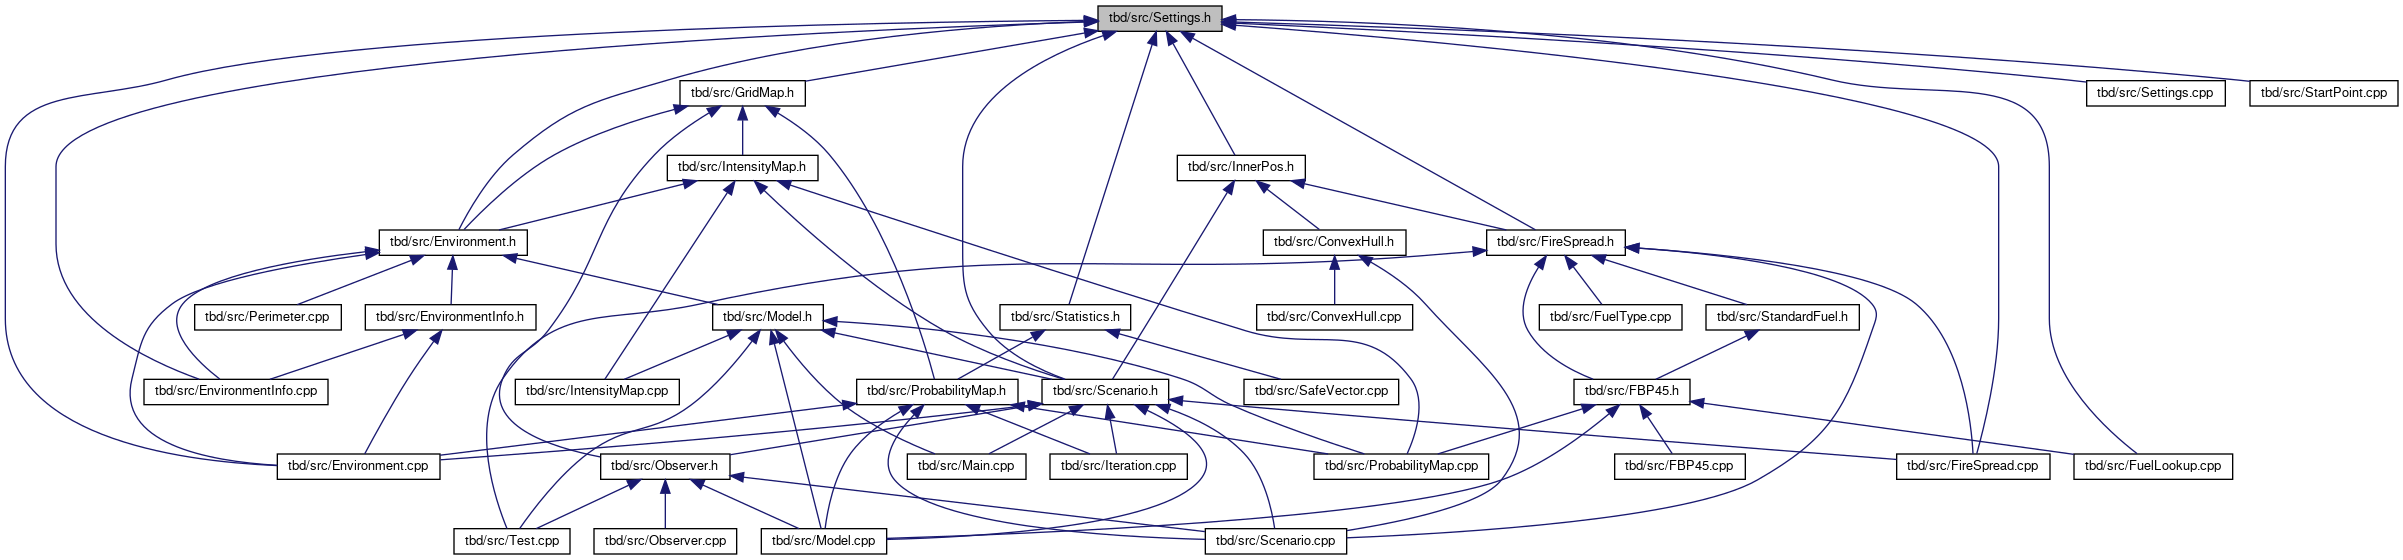 tbd/src/Settings.h
tbd/src/GridMap.h
tbd/src/Settings.cpp
tbd/src/StartPoint.cpp
tbd/src/IntensityMap.h
tbd/src/InnerPos.h
tbd/src/Environment.h
tbd/src/ConvexHull.h
tbd/src/FireSpread.h
tbd/src/Perimeter.cpp
tbd/src/EnvironmentInfo.h
tbd/src/Model.h
tbd/src/Statistics.h
tbd/src/ConvexHull.cpp
tbd/src/FuelType.cpp
tbd/src/StandardFuel.h
tbd/src/EnvironmentInfo.cpp
tbd/src/IntensityMap.cpp
tbd/src/ProbabilityMap.h
tbd/src/Scenario.h
tbd/src/SafeVector.cpp
tbd/src/FBP45.h
tbd/src/Environment.cpp
tbd/src/Observer.h
tbd/src/Main.cpp
tbd/src/Iteration.cpp
tbd/src/ProbabilityMap.cpp
tbd/src/FBP45.cpp
tbd/src/FireSpread.cpp
tbd/src/FuelLookup.cpp
tbd/src/Test.cpp
tbd/src/Observer.cpp
tbd/src/Model.cpp
tbd/src/Scenario.cpp